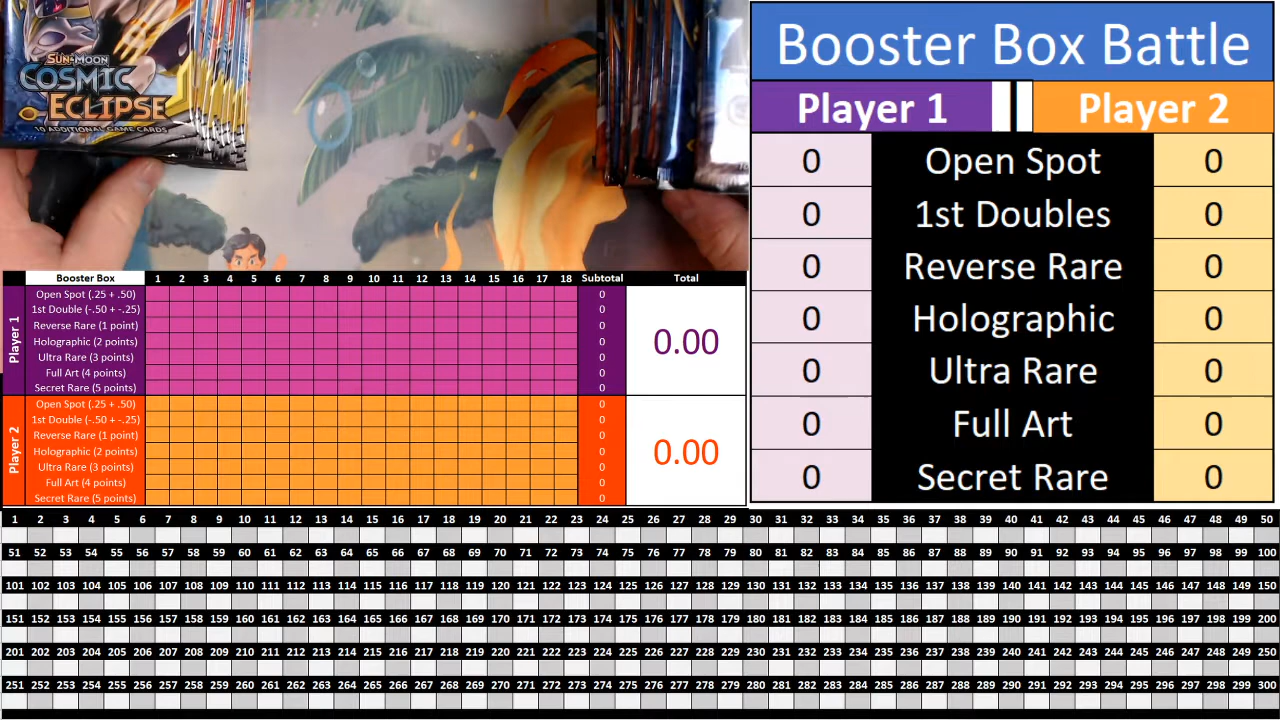 SUN & MOON
COSMIC
ECLIPSE
10 ADDITIONAL GAME CARDS
Booster Box Battle
Player 1 Player 2
0 Open Spot 0
0 1st Doubles 0
0 Reverse Rare 0
0 Holographic 0
0 Ultra Rare 0
0 Full Art 0
0 Secret Rare 0
Booster Box 1 2 3 4 5 6 7 8 9 10 11 12 13 14 15 16 17 18 Subtotal Total
Player 1
Open Spot (.25 + .50) 0
1st Double (-.50 + -.25) 0
Reverse Rare (1 point) 0
Holographic (2 points) 0
0.00
Ultra Rare (3 points) 0
Full Art (4 points) 0
Secret Rare (5 points) 0
Player 2
Open Spot (.25 + .50) 0
1st Double (-.50 + -.25) 0
Reverse Rare (1 point) 0
Holographic (2 points) 0
0.00
Ultra Rare (3 points) 0
Full Art (4 points) 0
Secret Rare (5 points) 0
1 2 3 4 5 6 7 8 9 10 11 12 13 14 15 16 17 18 19 20 21 22 23 24 25 26 27 28 29 30 31 32 33 34 35 36 37 38 39 40 41 42 43 44 45 46 47 48 49 50
51 52 53 54 55 56 57 58 59 60 61 62 63 64 65 66 67 68 69 70 71 72 73 74 75 76 77 78 79 80 81 82 83 84 85 86 87 88 89 90 91 92 93 94 95 96 97 98 99 100
101 102 103 104 105 106 107 108 109 110 111 112 113 114 115 116 117 118 119 120 121 122 123 124 125 126 127 128 129 130 131 132 133 134 135 136 137 138 139 140 141 142 143 144 145 146 147 148 149 150
151 152 153 154 155 156 157 158 159 160 161 162 163 164 165 166 167 168 169 170 171 172 173 174 175 176 177 178 179 180 181 182 183 184 185 186 187 188 189 190 191 192 193 194 195 196 197 198 199 200
201 202 203 204 205 206 207 208 209 210 211 212 213 214 215 216 217 218 219 220 221 222 223 224 225 226 227 228 229 230 231 232 233 234 235 236 237 238 239 240 241 242 243 244 245 246 247 248 249 250
251 252 253 254 255 256 257 258 259 260 261 262 263 264 265 266 267 268 269 270 271 272 273 274 275 276 277 278 279 280 281 282 283 284 285 286 287 288 289 290 291 292 293 294 295 296 297 298 299 300